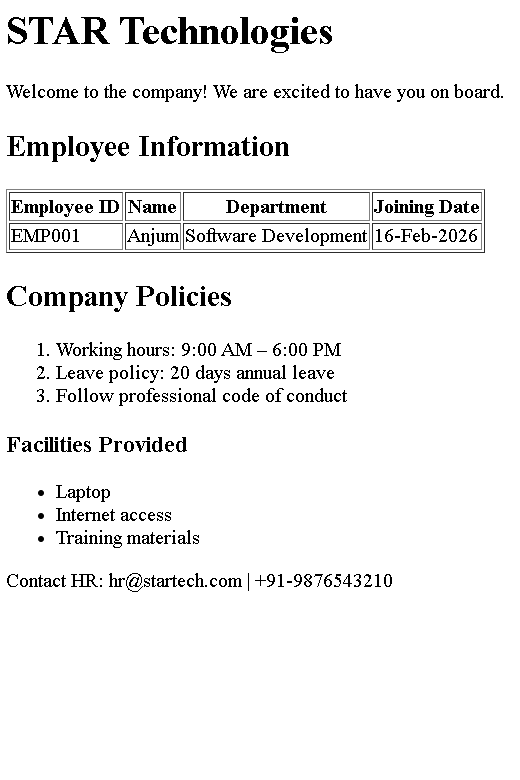 STAR Technologies
Welcome to the company! We are excited to have you on board.
Employee Information
Employee ID Name Department Joining Date
EMP001 Anjum Software Development 16-Feb-2026
Company Policies
1. Working hours: 9:00 AM – 6:00 PM
2. Leave policy: 20 days annual leave
3. Follow professional code of conduct
Facilities Provided
• Laptop
• Internet access
• Training materials
Contact HR: hr@startech.com | +91-9876543210